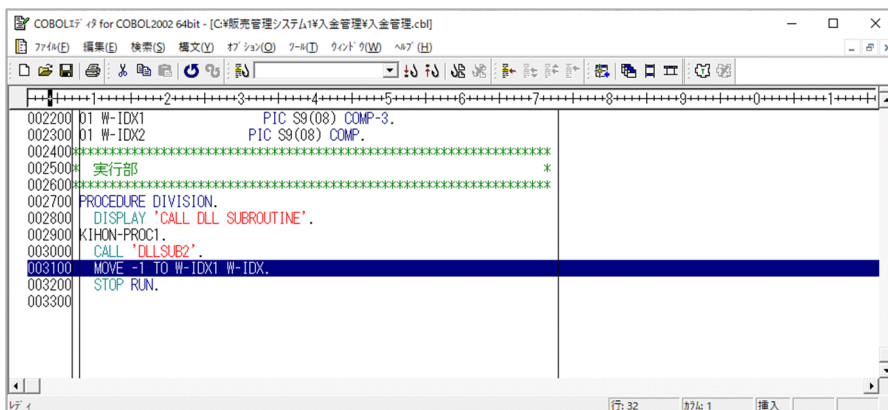 COBOLエディタ for COBOL2002 64bit - [C:¥販売管理システム1¥入金管理¥入金管理.cbl]
ファイル(F) 編集(E) 検索(S) 構文(Y) オプション(O) ツール(T) ウィンドウ(W) ヘルプ(H)
002200 01 W-IDX1 PIC S9(08) COMP-3.
002300 01 W-IDX2 PIC S9(08) COMP.
002400****************************************************************
002500* 実行部 *
002600****************************************************************
002700 PROCEDURE DIVISION.
002800 DISPLAY 'CALL DLL SUBROUTINE'.
002900 KIHON-PROC1.
003000 CALL 'DLLSUB2'.
003100 MOVE -1 TO W-IDX1 W-IDX.
003200 STOP RUN.
003300
レディ 行: 32 カラム: 1 挿入